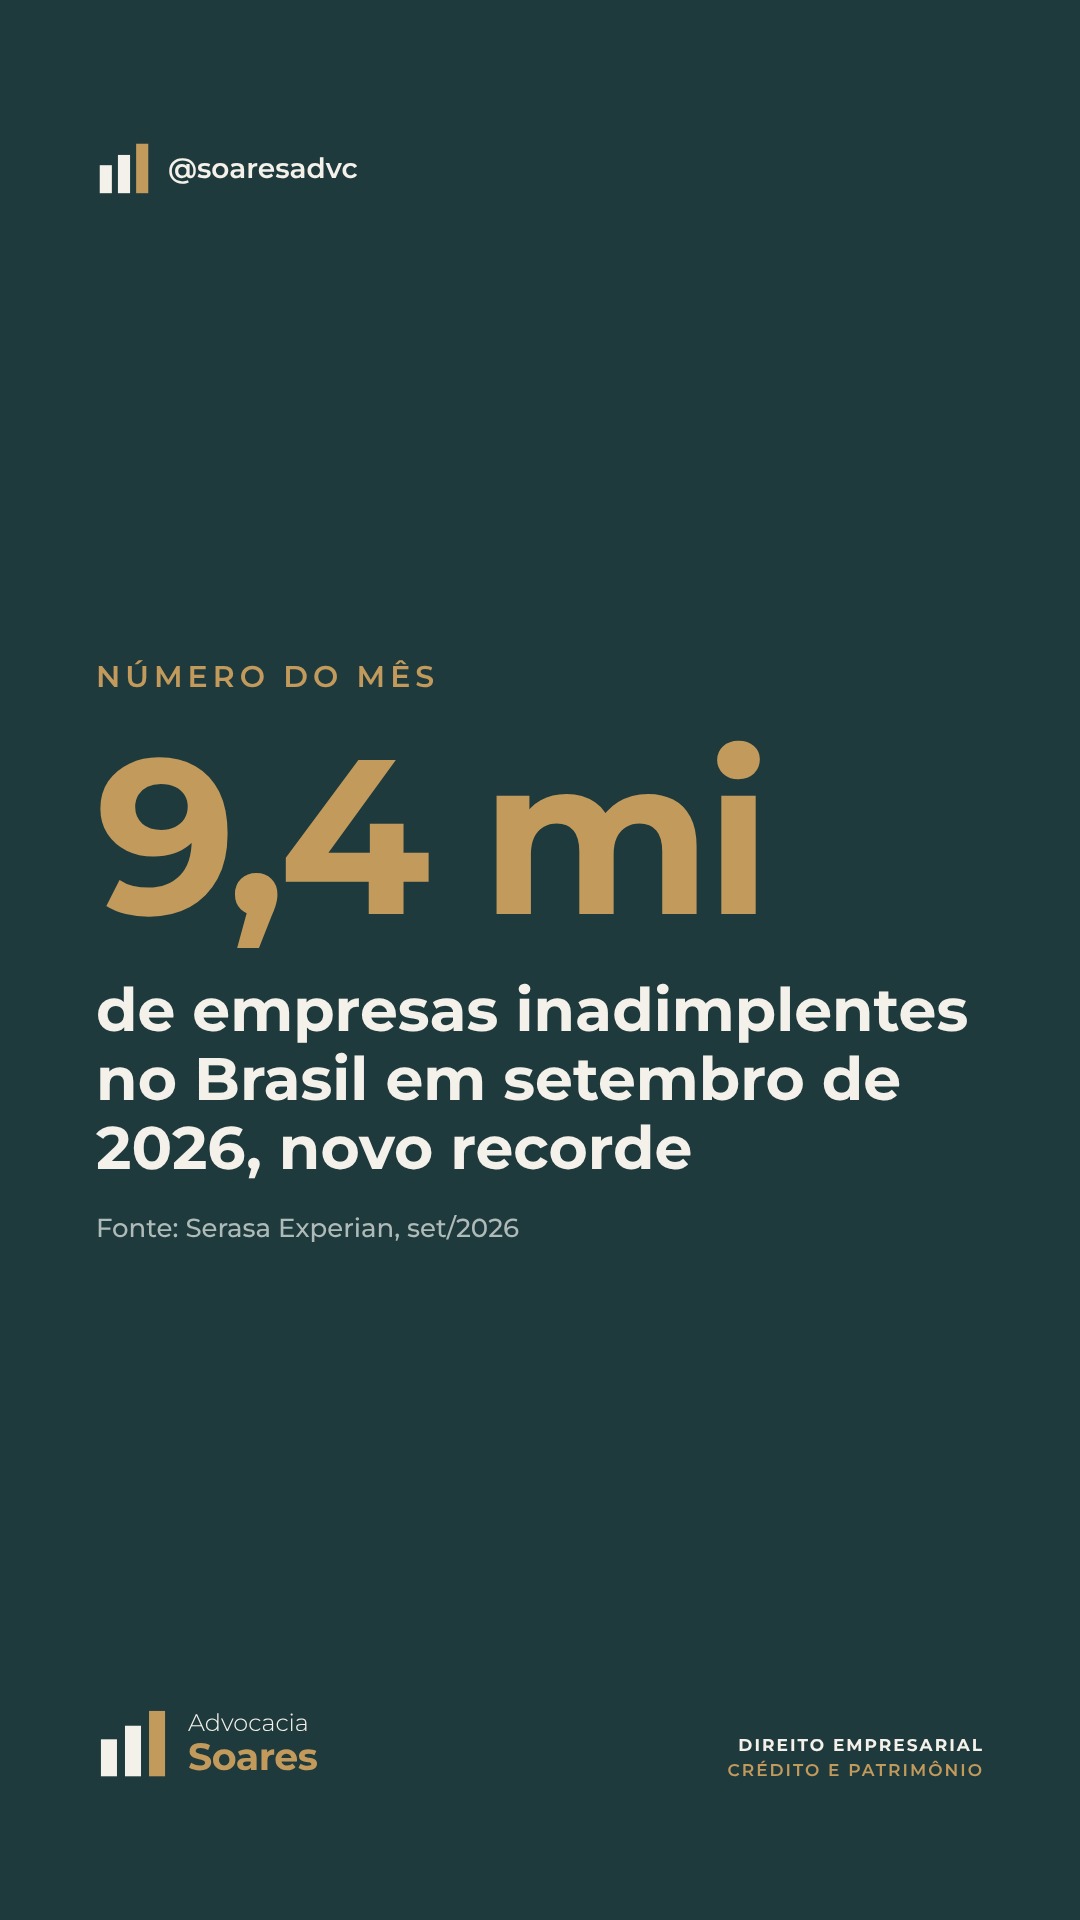 @soaresadvc
NÚMERO DO MÊS
9,4 mi
de empresas inadimplentes
no Brasil em setembro de
2026, novo recorde
Fonte: Serasa Experian, set/2026
Advocacia
Soares
DIREITO EMPRESARIAL
CRÉDITO E PATRIMÔNIO